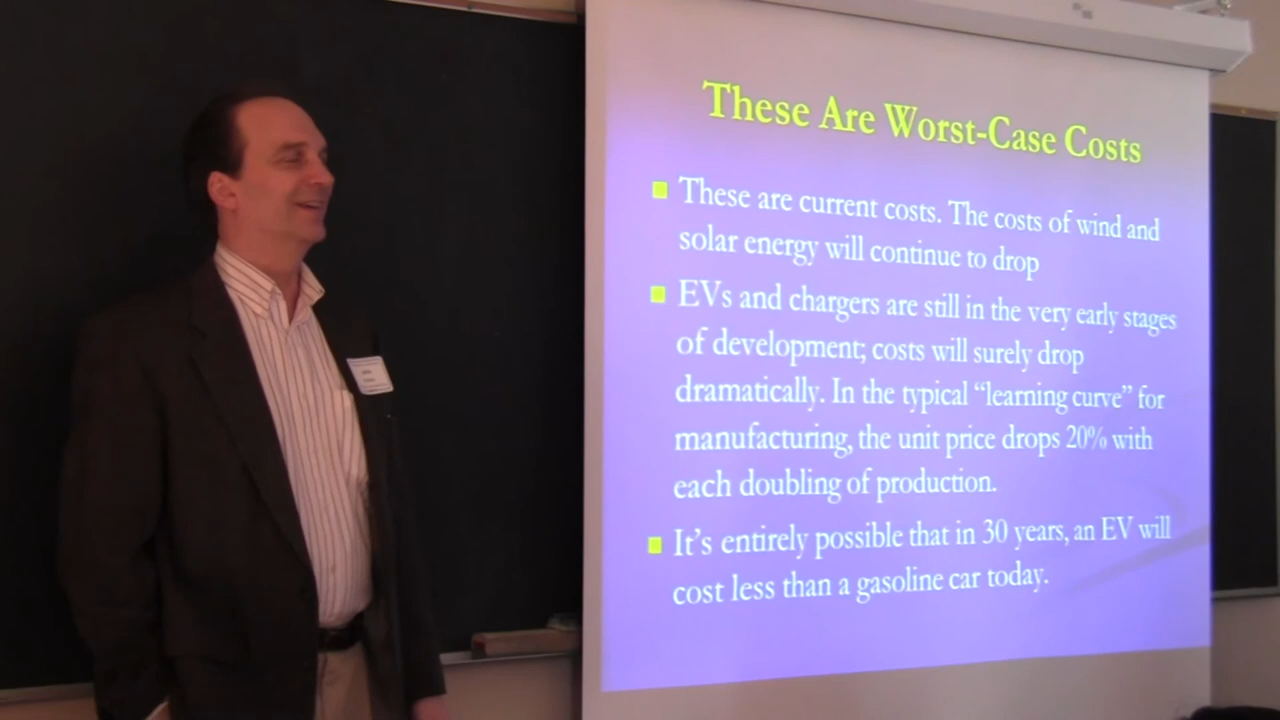 These Are Worst-Case Costs
These are current costs. The costs of wind and
solar energy will continue to drop
EVs and chargers are still in the very early stages
of development; costs will surely drop
dramatically. In the typical “learning curve” for
manufacturing, the unit price drops 20% with
each doubling of production.
It’s entirely possible that in 30 years, an EV will
cost less than a gasoline car today.